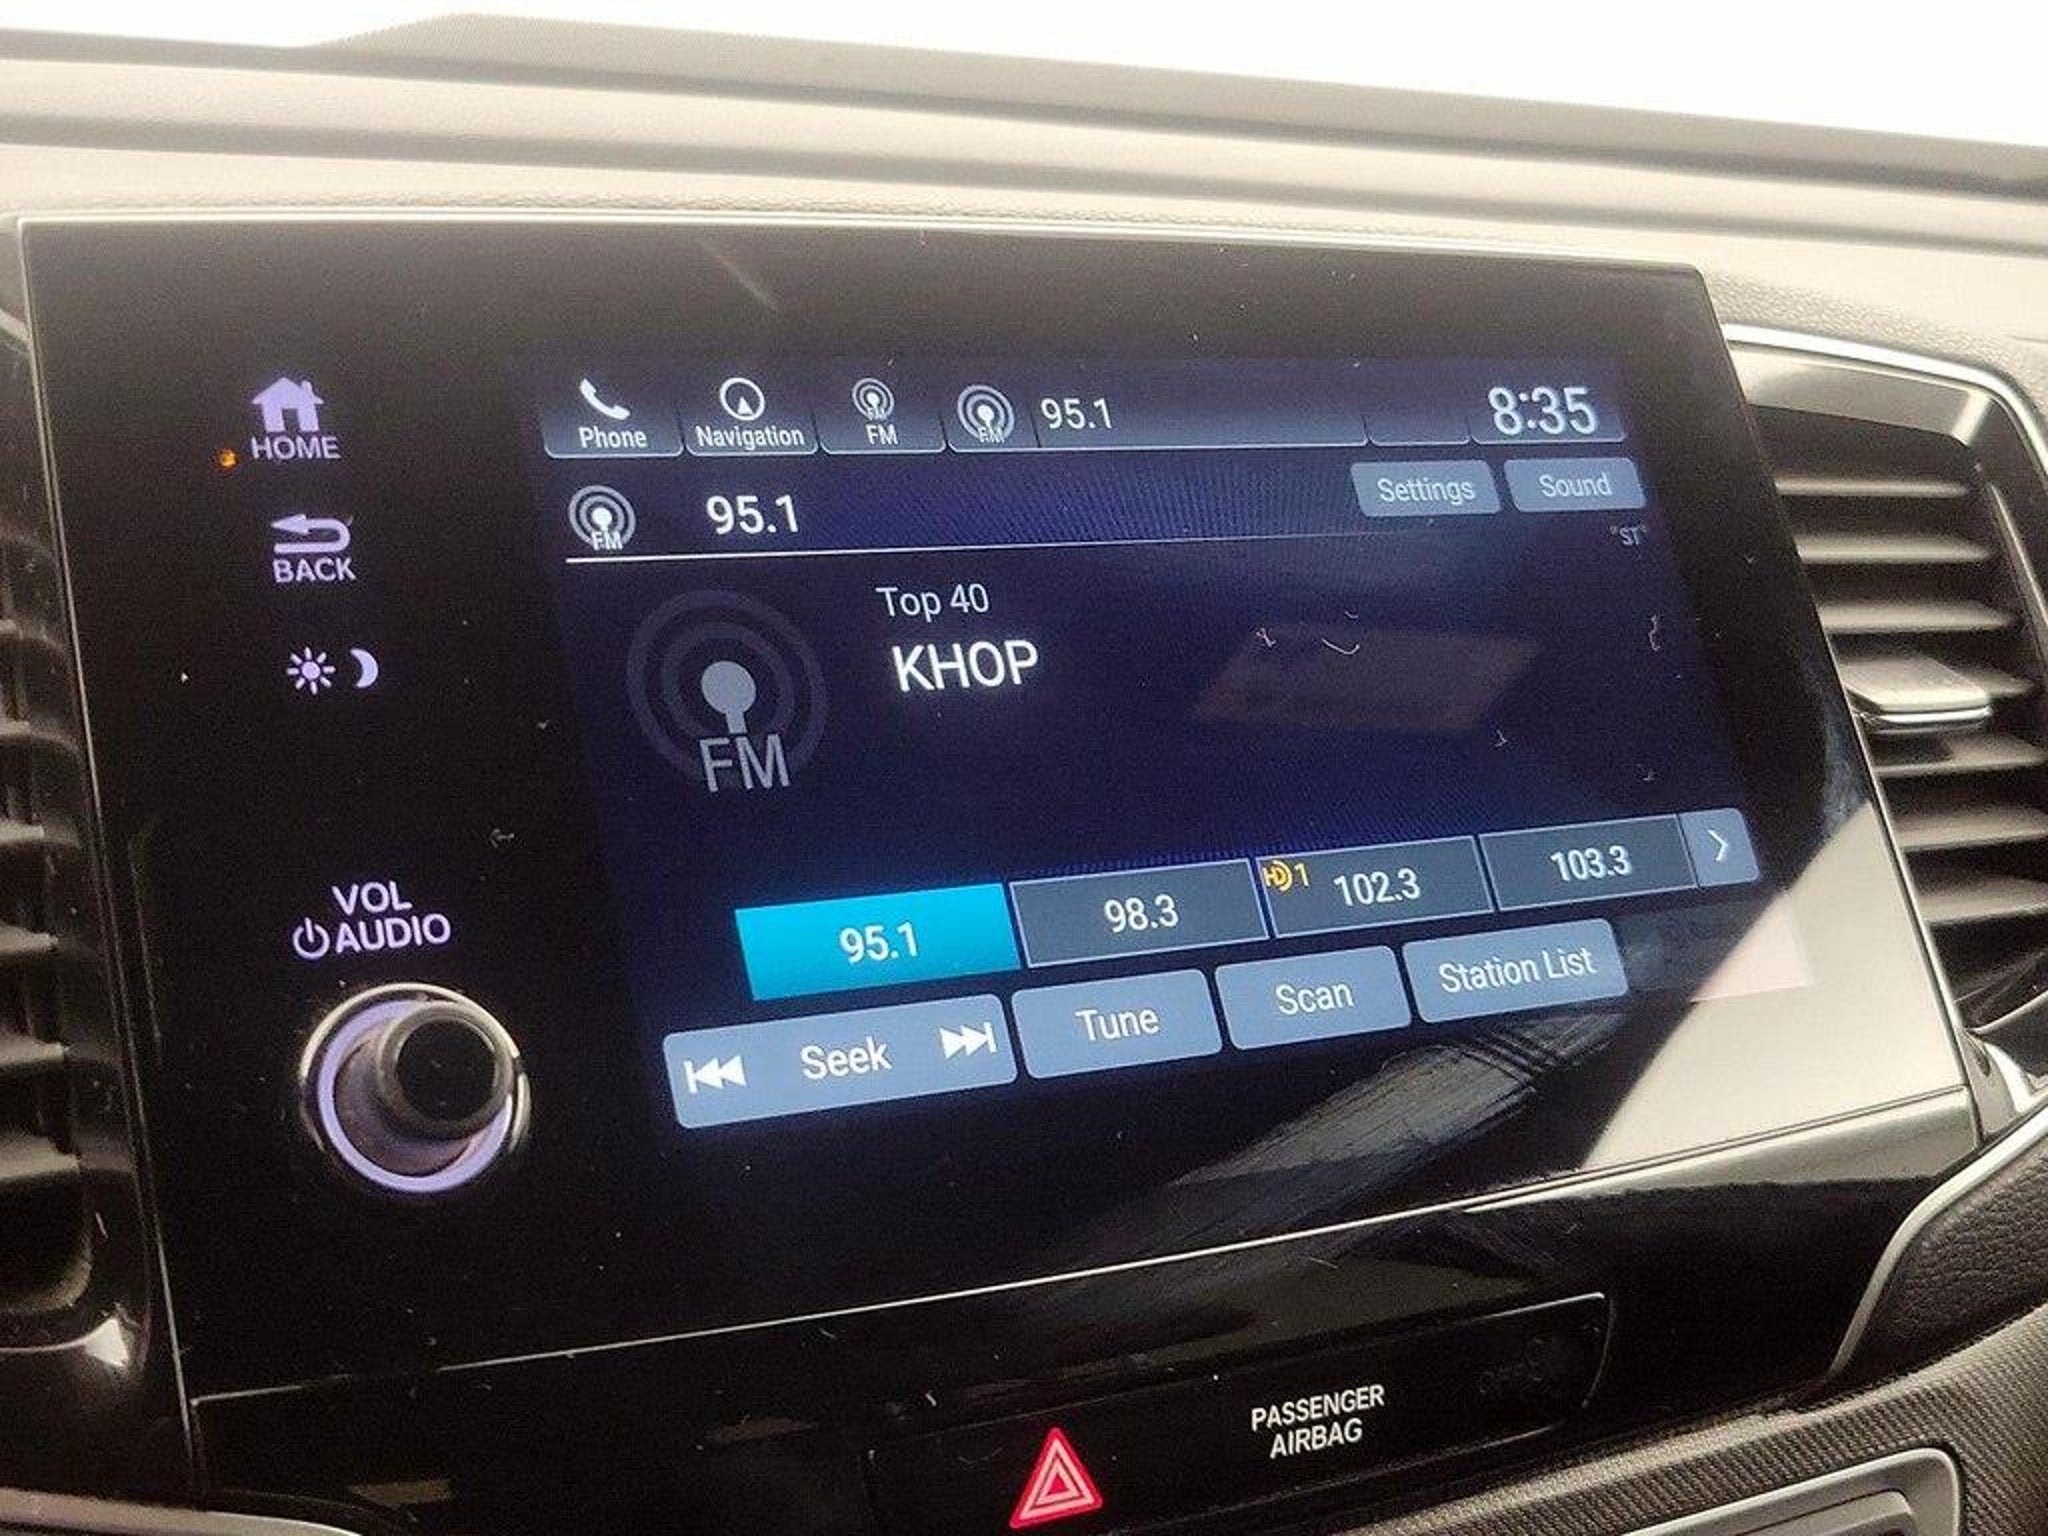 HOME
BACK
VOL
AUDIO
Phone
Navigation
FM
FM
FM
95.1
8:35
FM
95.1
Settings
Sound
"ST"
Top 40
KHOP
FM
95.1
98.3
HD1
102.3
103.3
Seek
Tune
Scan
Station List
PASSENGER
AIRBAG